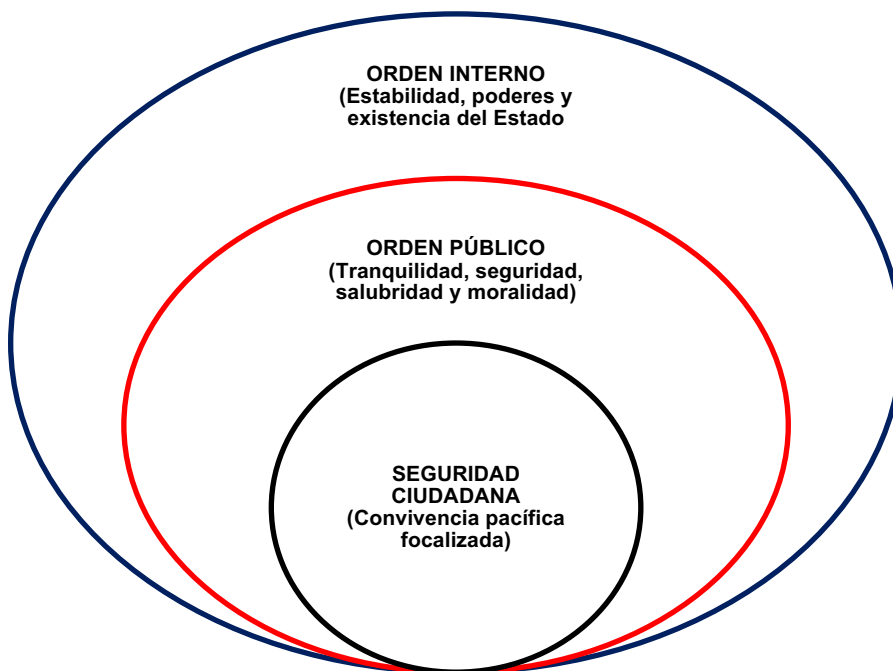 ORDEN INTERNO
(Estabilidad, poderes y
existencia del Estado
ORDEN PÚBLICO
(Tranquilidad, seguridad,
salubridad y moralidad)
SEGURIDAD
CIUDADANA
(Convivencia pacífica
focalizada)